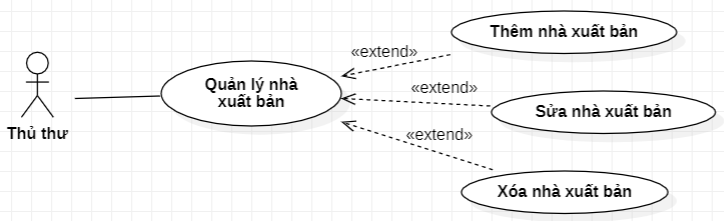 Thêm nhà xuất bản
«extend»
Quản lý nhà
xuất bản
«extend»
Sửa nhà xuất bản
Thủ thư
«extend»
Xóa nhà xuất bản